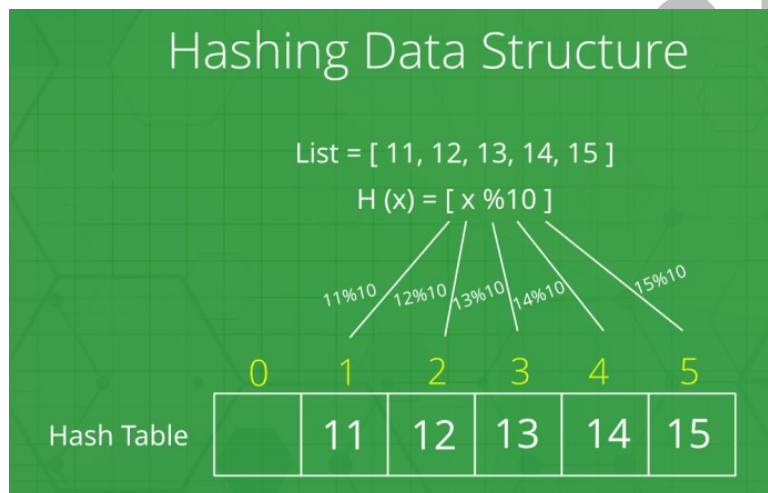 Hashing Data Structure
List = [ 11, 12, 13, 14, 15 ]
H (x) = [ x %10 ]
11%10 12%10 13%10 14%10 15%10
0 1 2 3 4 5
Hash Table 11 12 13 14 15